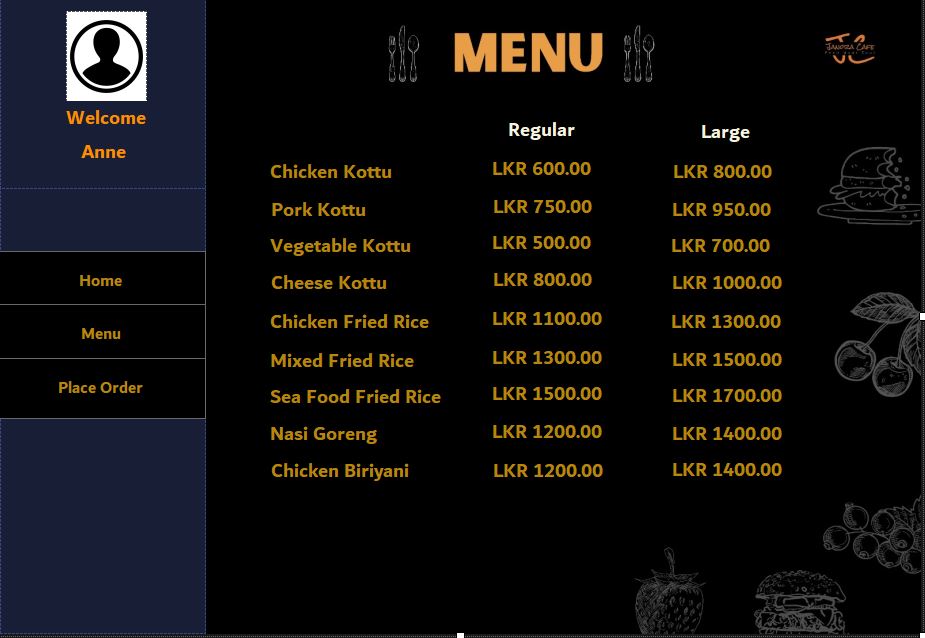 Welcome
Anne
Home
Menu
Place Order
MENU
JANORA CAFE
Regular Large
Chicken Kottu LKR 600.00 LKR 800.00
Pork Kottu LKR 750.00 LKR 950.00
Vegetable Kottu LKR 500.00 LKR 700.00
Cheese Kottu LKR 800.00 LKR 1000.00
Chicken Fried Rice LKR 1100.00 LKR 1300.00
Mixed Fried Rice LKR 1300.00 LKR 1500.00
Sea Food Fried Rice LKR 1500.00 LKR 1700.00
Nasi Goreng LKR 1200.00 LKR 1400.00
Chicken Biriyani LKR 1200.00 LKR 1400.00